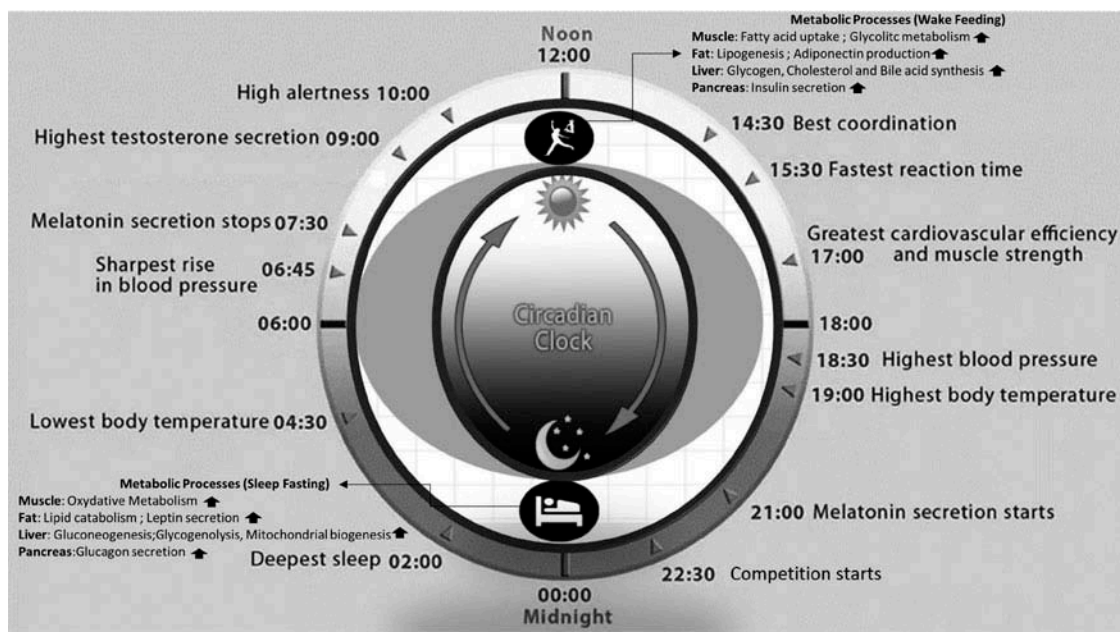 Metabolic Processes (Wake Feeding)
Muscle: Fatty acid uptake ; Glycolitc metabolism
Fat: Lipogenesis ; Adiponectin production
Liver: Glycogen, Cholesterol and Bile acid synthesis
Pancreas: Insulin secretion
Noon
12:00
High alertness 10:00
Highest testosterone secretion 09:00
Melatonin secretion stops 07:30
Sharpest rise
in blood pressure 06:45
06:00
Lowest body temperature 04:30
14:30 Best coordination
15:30 Fastest reaction time
Greatest cardiovascular efficiency
17:00 and muscle strength
18:00
18:30 Highest blood pressure
19:00 Highest body temperature
21:00 Melatonin secretion starts
22:30 Competition starts
Circadian
Clock
Metabolic Processes (Sleep Fasting)
Muscle: Oxydative Metabolism
Fat: Lipid catabolism ; Leptin secretion
Liver: Gluconeogenesis;Glycogenolysis, Mitochondrial biogenesis
Pancreas:Glucagon secretion
Deepest sleep 02:00
00:00
Midnight